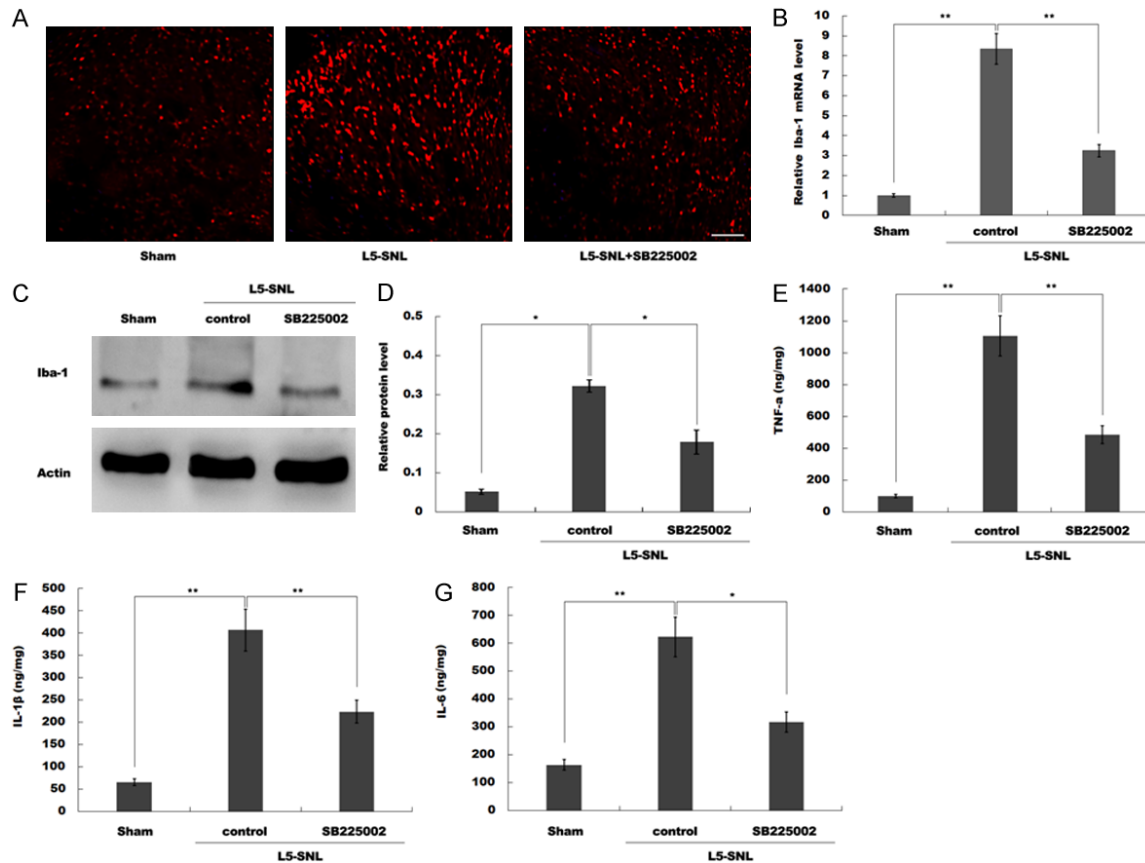 A
Sham
L5-SNL
L5-SNL+SB225002
B
Relative Iba-1 mRNA level
9
8
7
6
5
4
3
2
1
0
** **
Sham
control
SB225002
L5-SNL
C
L5-SNL
Sham
control
SB225002
Iba-1
Actin
D
Relative protein level
0.5
0.4
0.3
0.2
0.1
0
* *
Sham
control
SB225002
L5-SNL
E
TNF-a (ng/mg)
1400
1200
1000
800
600
400
200
0
** **
Sham
control
SB225002
L5-SNL
F
IL-1β (ng/mg)
500
450
400
350
300
250
200
150
100
50
0
** **
Sham
control
SB225002
L5-SNL
G
IL-6 (ng/mg)
800
700
600
500
400
300
200
100
0
** *
Sham
control
SB225002
L5-SNL